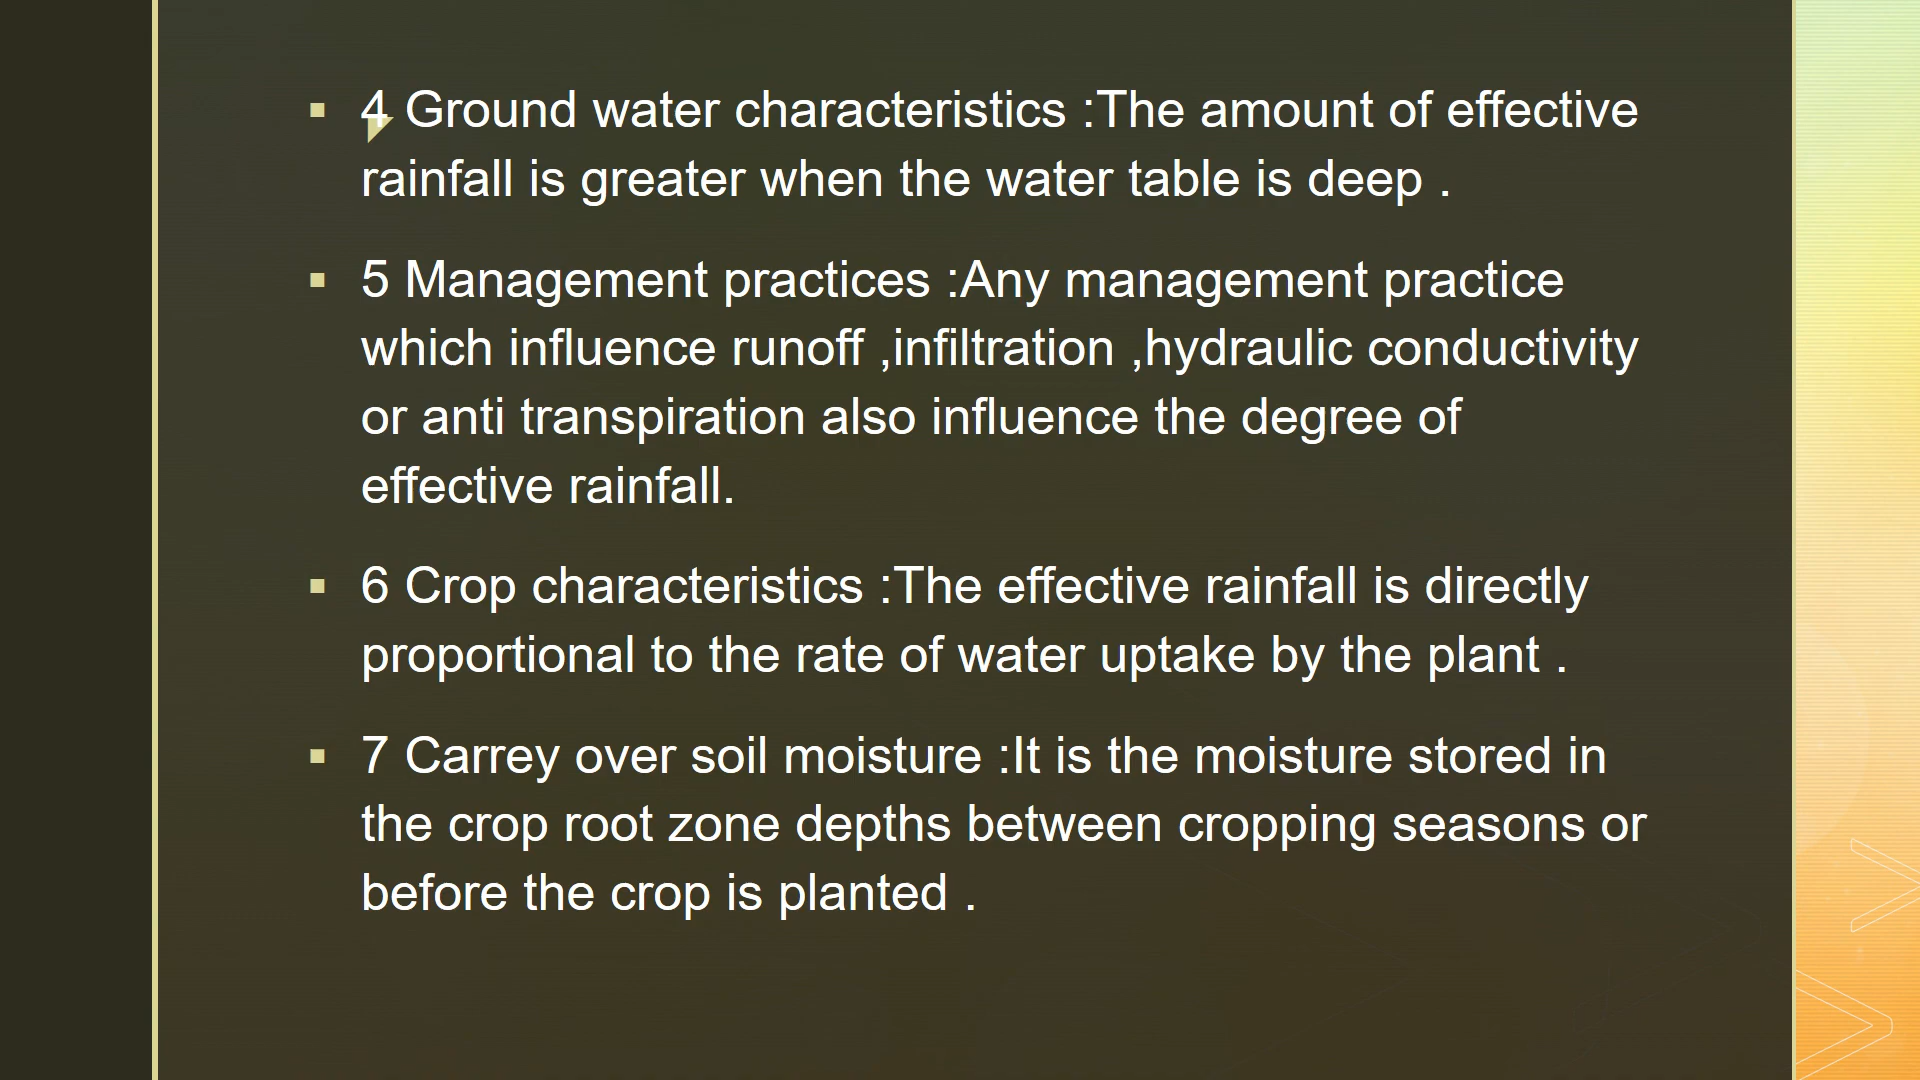 ▪ 4 Ground water characteristics :The amount of effective
rainfall is greater when the water table is deep .
▪ 5 Management practices :Any management practice
which influence runoff ,infiltration ,hydraulic conductivity
or anti transpiration also influence the degree of
effective rainfall.
▪ 6 Crop characteristics :The effective rainfall is directly
proportional to the rate of water uptake by the plant .
▪ 7 Carrey over soil moisture :It is the moisture stored in
the crop root zone depths between cropping seasons or
before the crop is planted .